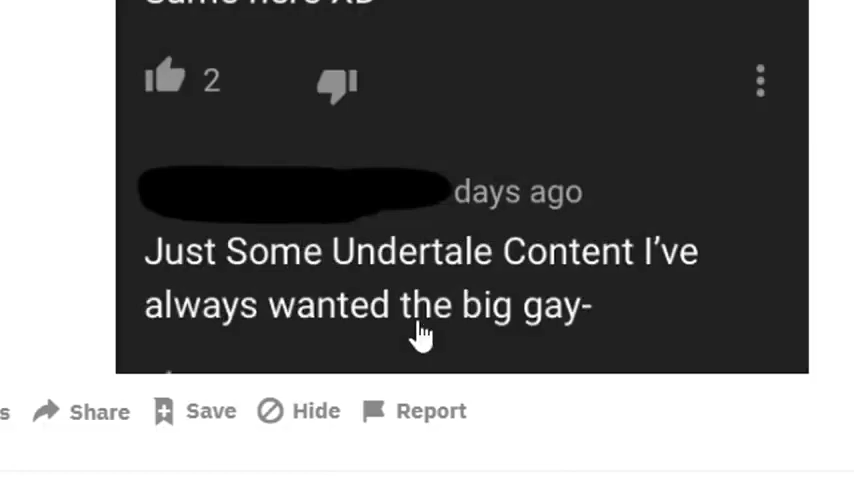 2
days ago
Just Some Undertale Content I've
always wanted the big gay-
s Share Save Hide Report